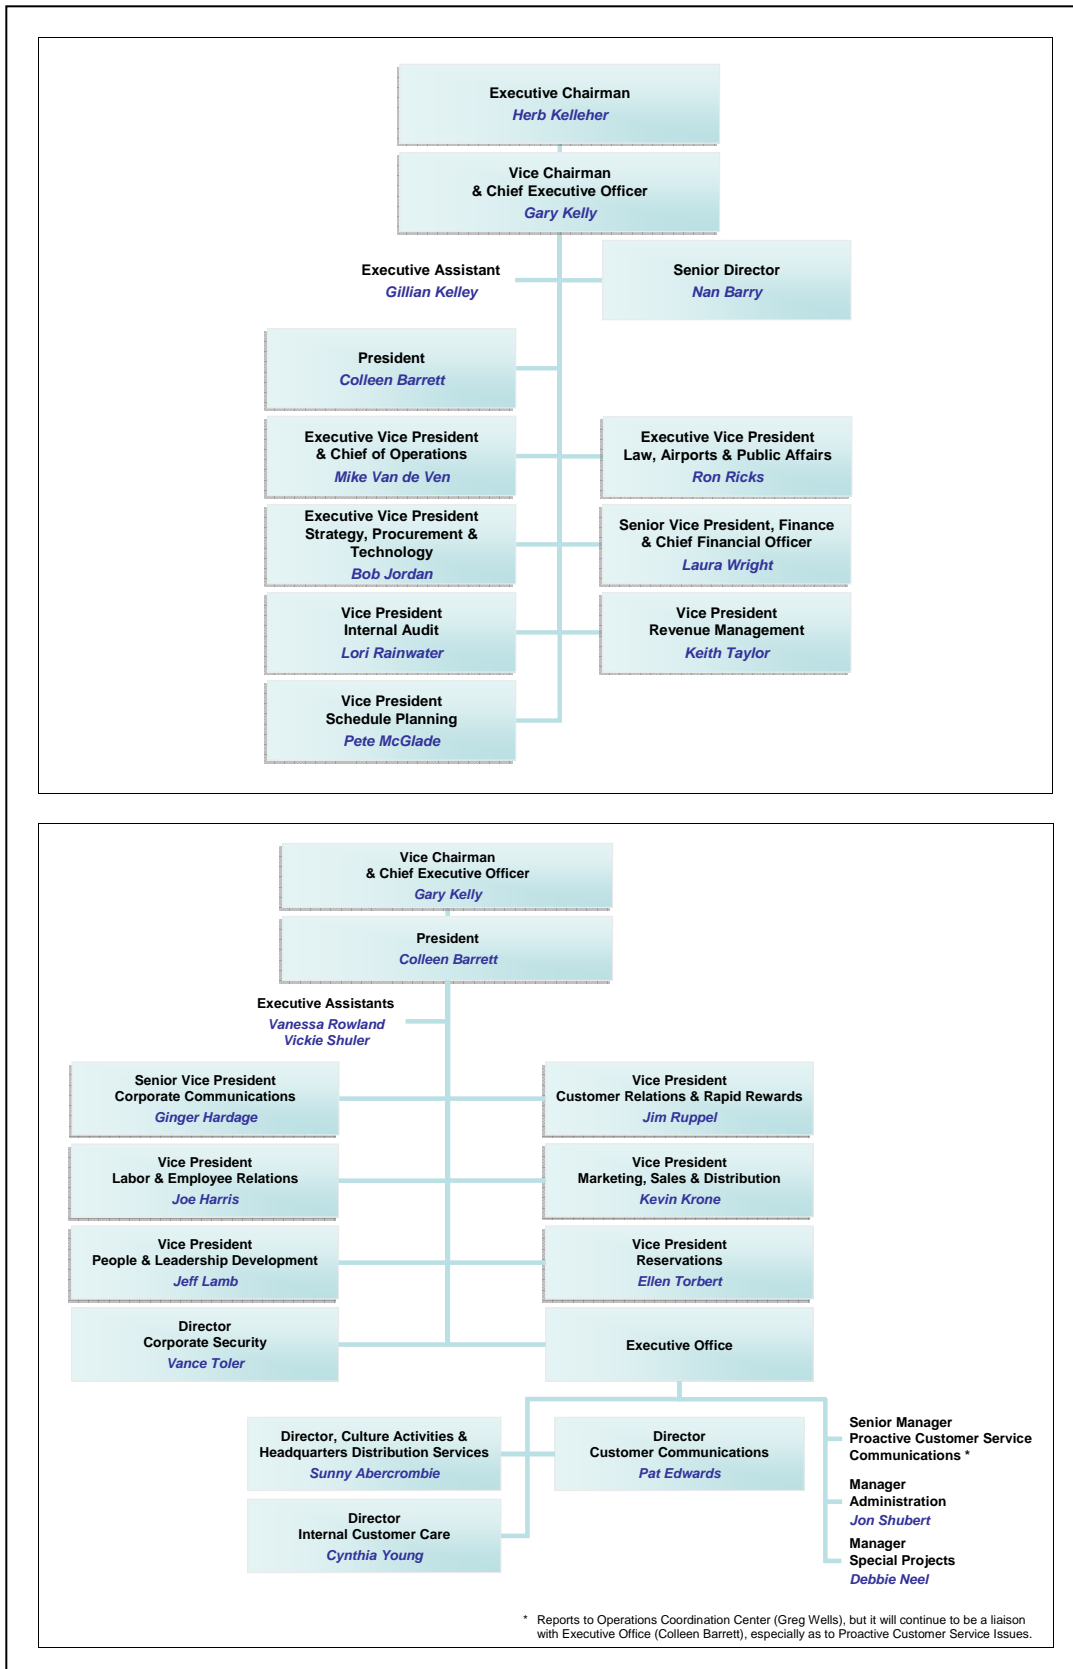 Executive Chairman
Herb Kelleher
Vice Chairman
& Chief Executive Officer
Gary Kelly
Executive Assistant
Gillian Kelley
Senior Director
Nan Barry
President
Colleen Barrett
Executive Vice President
& Chief of Operations
Mike Van de Ven
Executive Vice President
Law, Airports & Public Affairs
Ron Ricks
Executive Vice President
Strategy, Procurement &
Technology
Bob Jordan
Senior Vice President, Finance
& Chief Financial Officer
Laura Wright
Vice President
Internal Audit
Lori Rainwater
Vice President
Revenue Management
Keith Taylor
Vice President
Schedule Planning
Pete McGlade
Vice Chairman
& Chief Executive Officer
Gary Kelly
President
Colleen Barrett
Executive Assistants
Vanessa Rowland
Vickie Shuler
Senior Vice President
Corporate Communications
Ginger Hardage
Vice President
Customer Relations & Rapid Rewards
Jim Ruppel
Vice President
Labor & Employee Relations
Joe Harris
Vice President
Marketing, Sales & Distribution
Kevin Krone
Vice President
People & Leadership Development
Jeff Lamb
Vice President
Reservations
Ellen Torbert
Director
Corporate Security
Vance Toler
Executive Office
Director, Culture Activities &
Headquarters Distribution Services
Sunny Abercrombie
Director
Customer Communications
Pat Edwards
Senior Manager
Proactive Customer Service
Communications *
Manager
Administration
Jon Shubert
Director
Internal Customer Care
Cynthia Young
Manager
Special Projects
Debbie Neel
* Reports to Operations Coordination Center (Greg Wells), but it will continue to be a liaison
with Executive Office (Colleen Barrett), especially as to Proactive Customer Service Issues.